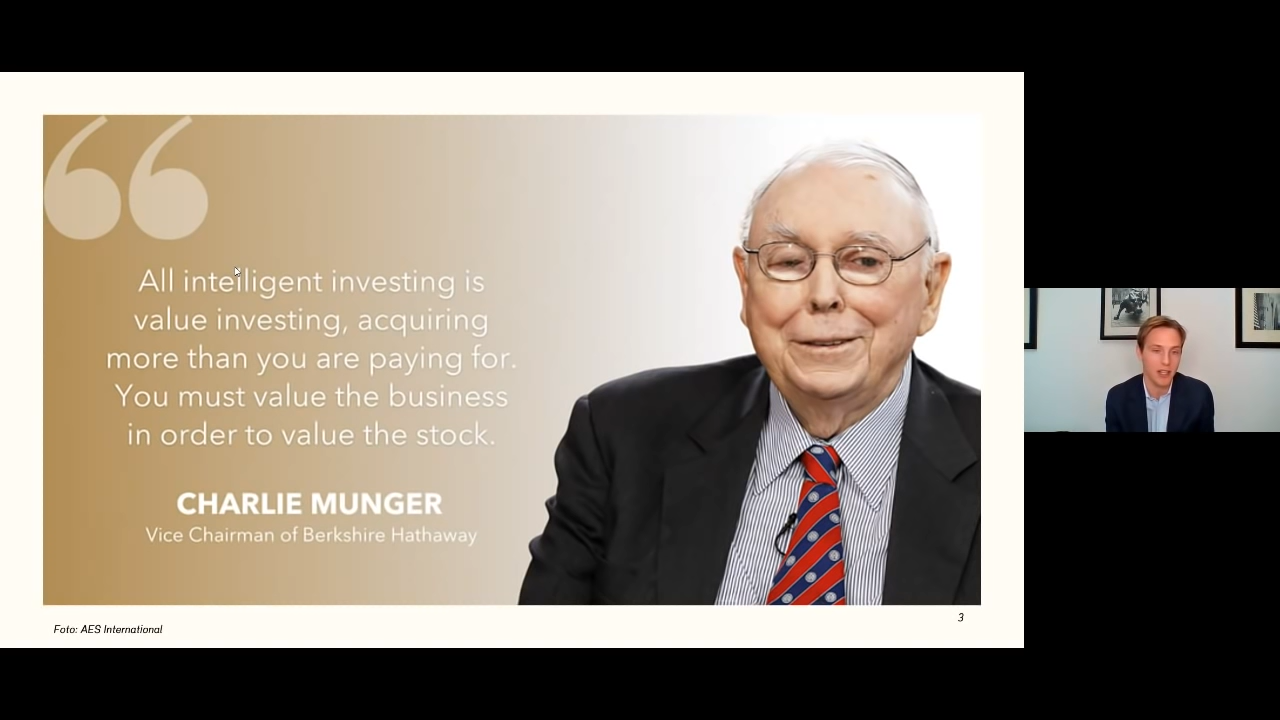 All intelligent investing is
value investing, acquiring
more than you are paying for.
You must value the business
in order to value the stock.
CHARLIE MUNGER
Vice Chairman of Berkshire Hathaway
Foto: AES International
3